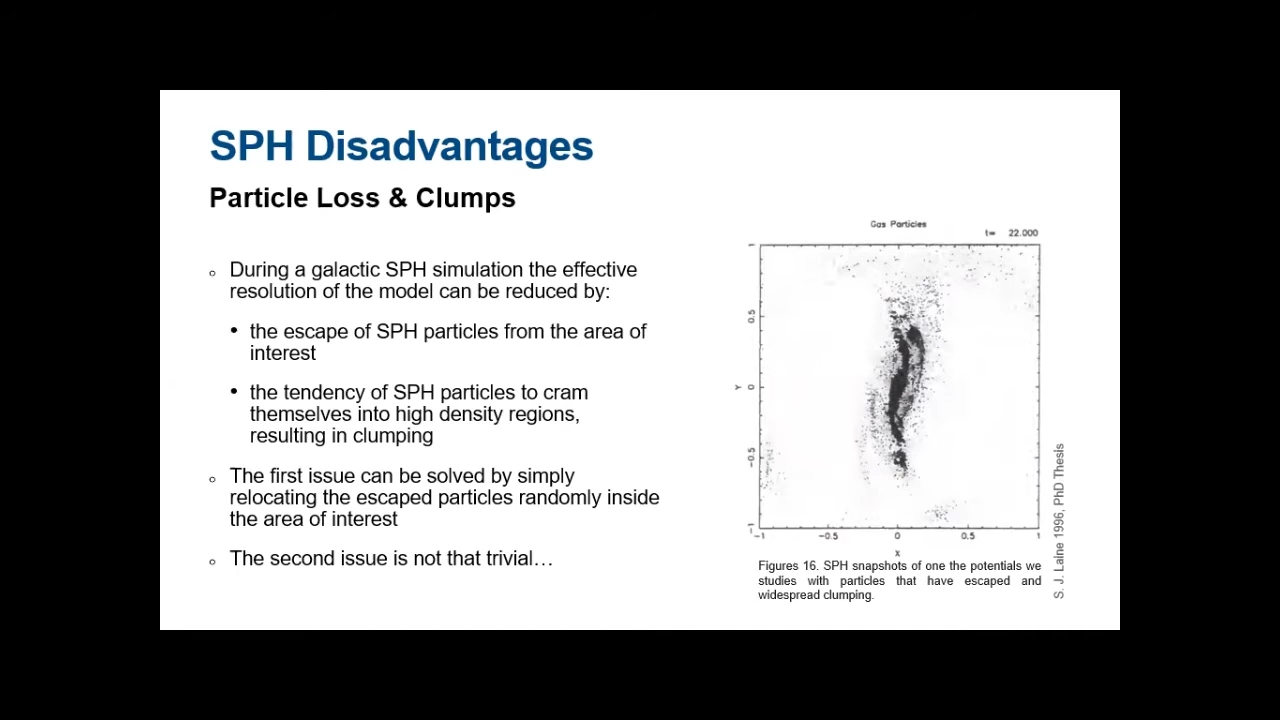 SPH Disadvantages
Particle Loss & Clumps
◦ During a galactic SPH simulation the effective
resolution of the model can be reduced by:
• the escape of SPH particles from the area of
interest
• the tendency of SPH particles to cram
themselves into high density regions,
resulting in clumping
◦ The first issue can be solved by simply
relocating the escaped particles randomly inside
the area of interest
◦ The second issue is not that trivial…
Gas Particles
t= 22.000
1
0.5
Y 0
−0.5
−1
−1 −0.5 0 0.5 1
x
Figures 16. SPH snapshots of one the potentials we
studies with particles that have escaped and
widespread clumping.
S. J. Laine 1996, PhD Thesis